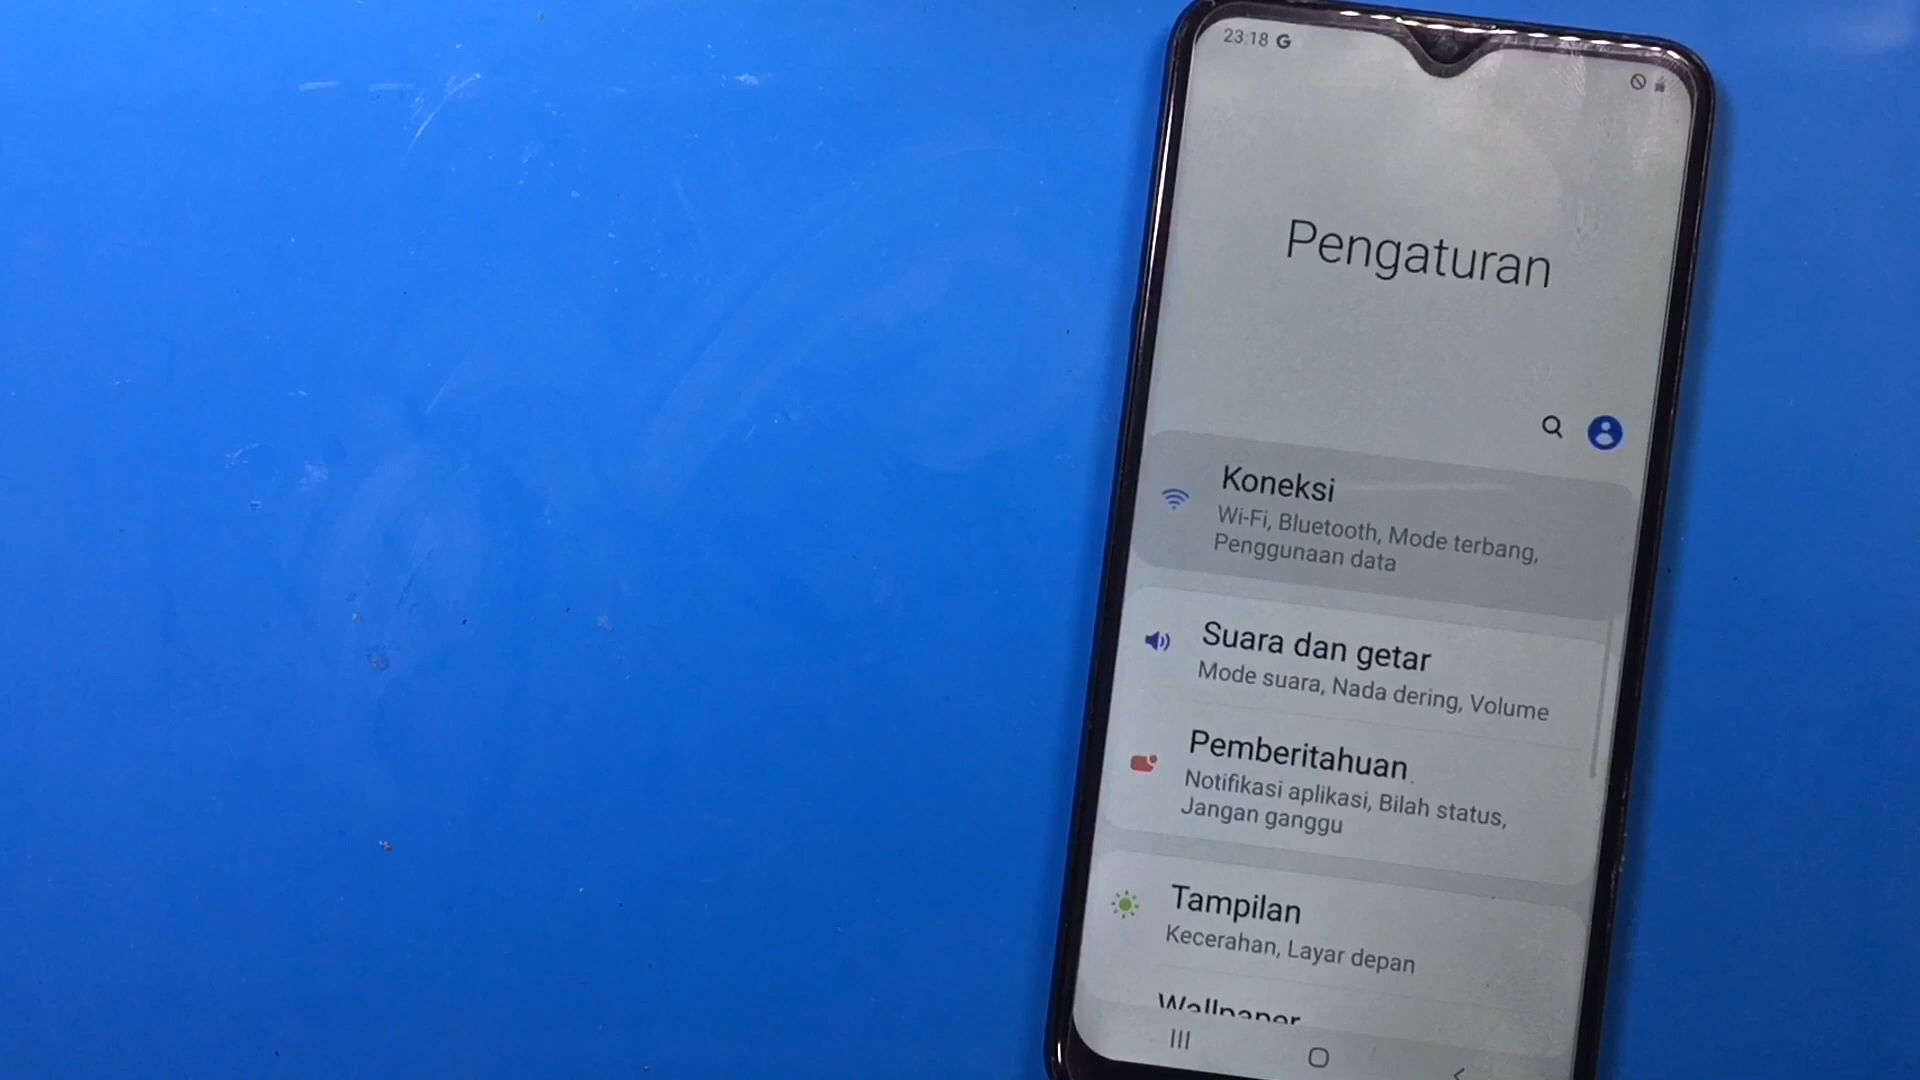 23:18 G
Pengaturan
Koneksi
Wi-Fi, Bluetooth, Mode terbang,
Penggunaan data
Suara dan getar
Mode suara, Nada dering, Volume
Pemberitahuan
Notifikasi aplikasi, Bilah status,
Jangan ganggu
Tampilan
Kecerahan, Layar depan
Wallpaper